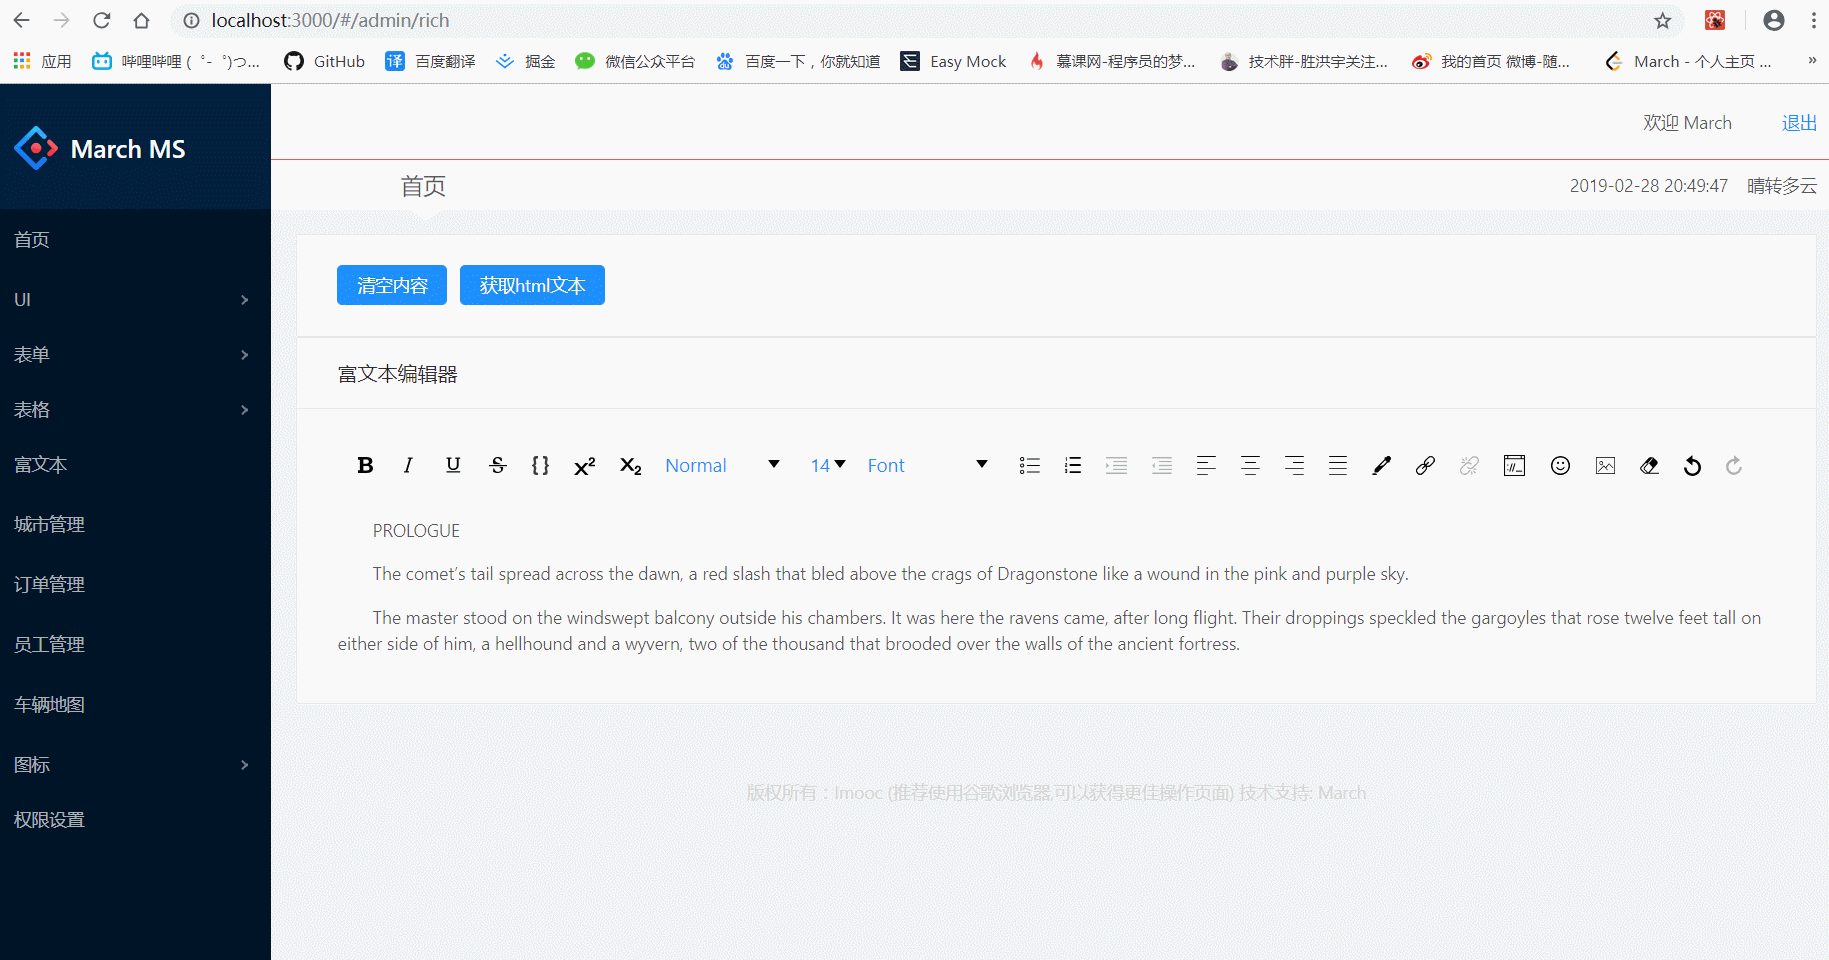 localhost:3000/#/admin/rich
应用 哔哩哔哩 ( ゜- ゜)つ... GitHub 百度翻译 掘金 微信公众平台 百度一下，你就知道 Easy Mock 慕课网-程序员的梦... 技术胖-胜洪宇关注... 我的首页 微博-随... March - 个人主页 ... »
March MS
欢迎 March 退出
首页 2019-02-28 20:49:47 晴转多云
首页
UI
表单
表格
富文本
城市管理
订单管理
员工管理
车辆地图
图标
权限设置
清空内容 获取html文本
富文本编辑器
B I U S {} X² X₂ Normal 14 Font
PROLOGUE
The comet’s tail spread across the dawn, a red slash that bled above the crags of Dragonstone like a wound in the pink and purple sky.
The master stood on the windswept balcony outside his chambers. It was here the ravens came, after long flight. Their droppings speckled the gargoyles that rose twelve feet tall on
either side of him, a hellhound and a wyvern, two of the thousand that brooded over the walls of the ancient fortress.
版权所有：Imooc (推荐使用谷歌浏览器,可以获得更佳操作页面) 技术支持: March